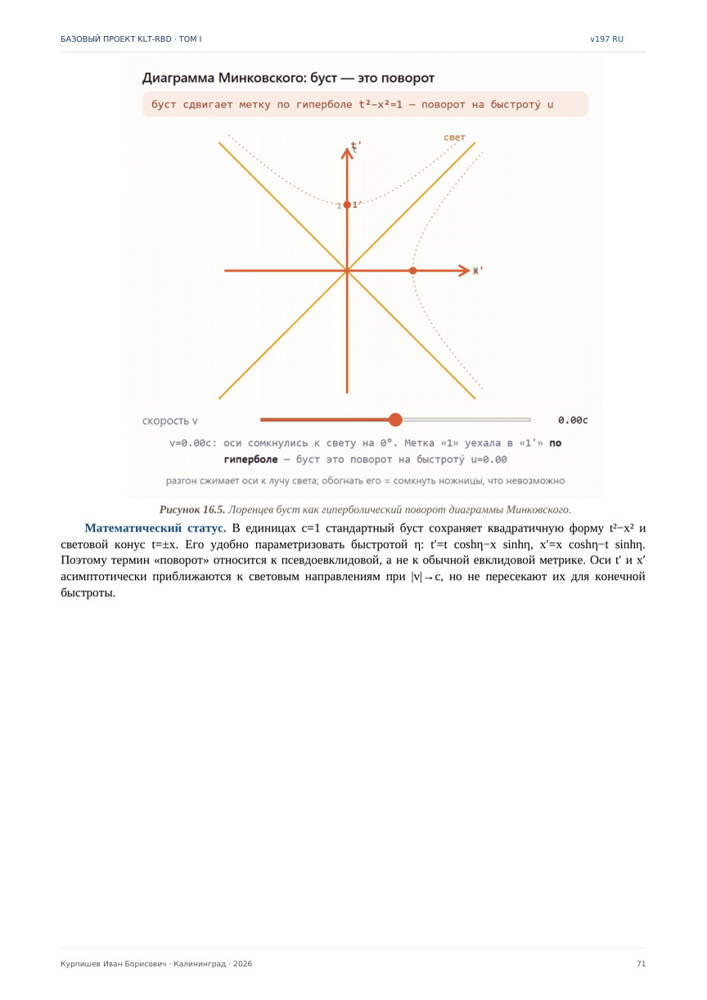 БАЗОВЫЙ ПРОЕКТ KLT-RBD · ТОМ I
v197 RU
Диаграмма Минковского: буст — это поворот
буст сдвигает метку по гиперболе t²−x²=1 — поворот на быстроту́ u
свет
t'
1 1'
x'
скорость v
0.00c
v=0.00c: оси сомкнулись к свету на 0°. Метка «1» уехала в «1'» по
гиперболе — буст это поворот на быстроту́ u=0.00
разгон сжимает оси к лучу света; обогнать его = сомкнуть ножницы, что невозможно
Рисунок 16.5. Лоренцев буст как гиперболический поворот диаграммы Минковского.
Математический статус. В единицах c=1 стандартный буст сохраняет квадратичную форму t²−x² и
световой конус t=±x. Его удобно параметризовать быстротой η: t′=t coshη−x sinhη, x′=x coshη−t sinhη.
Поэтому термин «поворот» относится к псевдоевклидовой, а не к обычной евклидовой метрике. Оси t′ и x′
асимптотически приближаются к световым направлениям при |v|→c, но не пересекают их для конечной
быстроты.
Курпишев Иван Борисович · Калининград · 2026
71